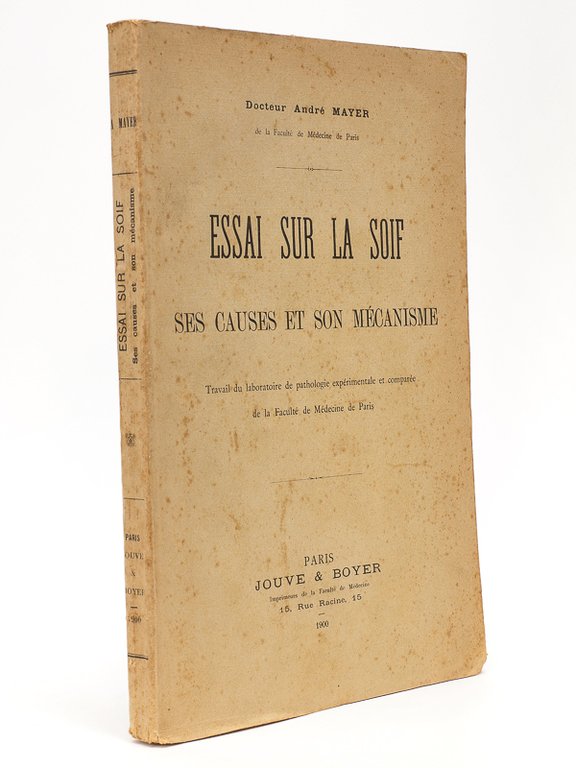 Docteur André MAYER
de la Faculté de Médecine de Paris
ESSAI SUR LA SOIF
SES CAUSES ET SON MÉCANISME
Travail du laboratoire de pathologie expérimentale et comparée
de la Faculté de Médecine de Paris
PARIS
JOUVE & BOYER
Imprimeurs de la Faculté de Médecine
15, Rue Racine, 15
1900
MAYER
ESSAI SUR LA SOIF
Ses causes et son mécanisme
PARIS
JOUVE
&
BOYER
1900